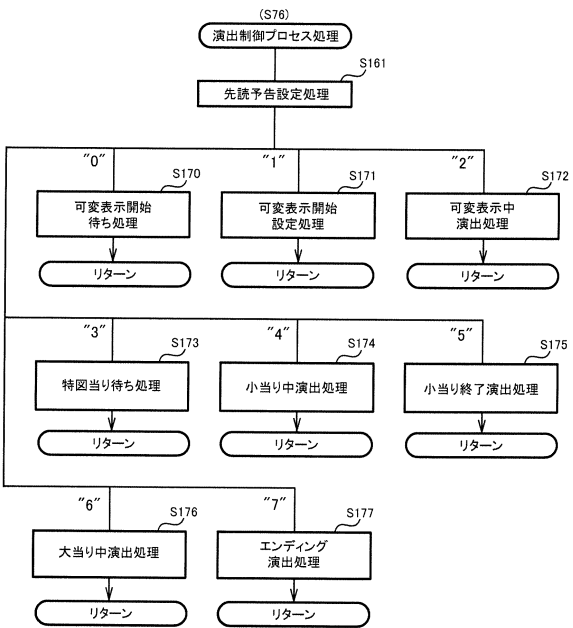 (S76)
演出制御プロセス処理
S161
先読予告設定処理
"0"
"1"
"2"
S170
S171
S172
可変表示開始
待ち処理
可変表示開始
設定処理
可変表示中
演出処理
リターン
リターン
リターン
"3"
"4"
"5"
S173
S174
S175
特図当り待ち処理
小当り中演出処理
小当り終了演出処理
リターン
リターン
リターン
"6"
"7"
S176
S177
大当り中演出処理
エンディング
演出処理
リターン
リターン